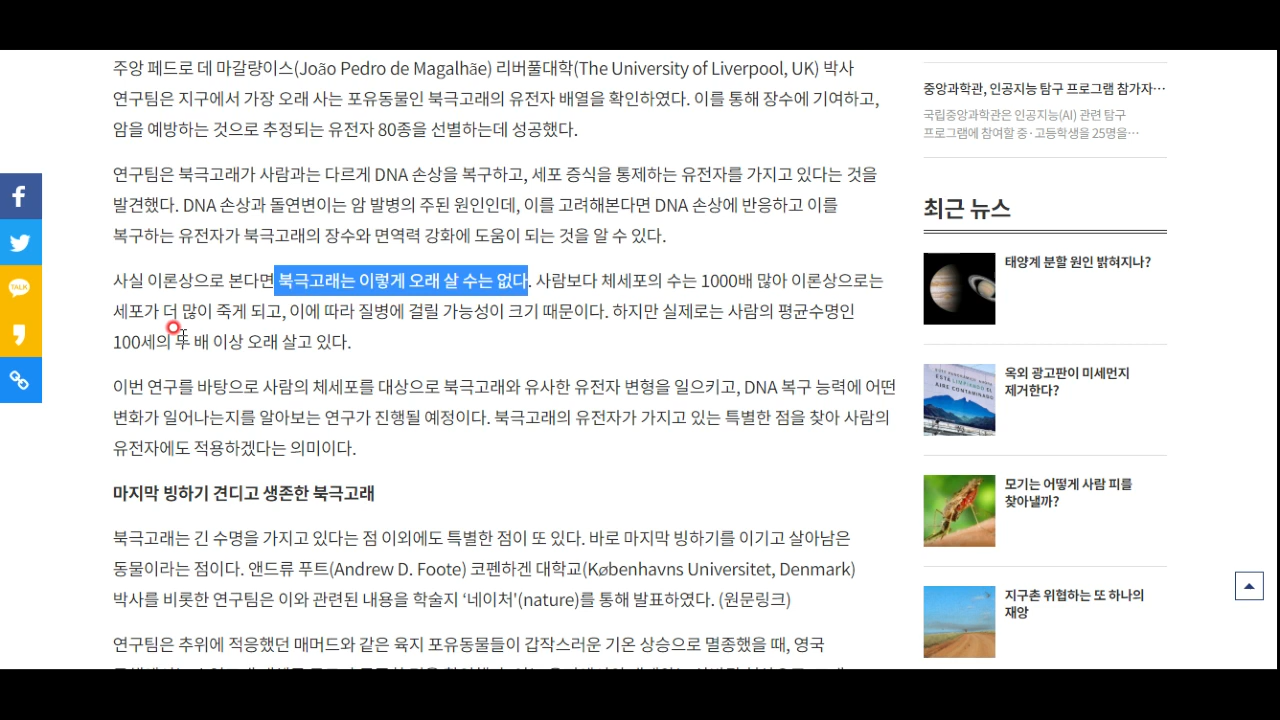 주앙 페드로 데 마갈량이스(João Pedro de Magalhãe) 리버풀대학(The University of Liverpool, UK) 박사
연구팀은 지구에서 가장 오래 사는 포유동물인 북극고래의 유전자 배열을 확인하였다. 이를 통해 장수에 기여하고,
암을 예방하는 것으로 추정되는 유전자 80종을 선별하는데 성공했다.
연구팀은 북극고래가 사람과는 다르게 DNA 손상을 복구하고, 세포 증식을 통제하는 유전자를 가지고 있다는 것을
발견했다. DNA 손상과 돌연변이는 암 발병의 주된 원인인데, 이를 고려해본다면 DNA 손상에 반응하고 이를
복구하는 유전자가 북극고래의 장수와 면역력 강화에 도움이 되는 것을 알 수 있다.
사실 이론상으로 본다면 북극고래는 이렇게 오래 살 수는 없다. 사람보다 체세포의 수는 1000배 많아 이론상으로는
세포가 더 많이 죽게 되고, 이에 따라 질병에 걸릴 가능성이 크기 때문이다. 하지만 실제로는 사람의 평균수명인
100세의 두 배 이상 오래 살고 있다.
이번 연구를 바탕으로 사람의 체세포를 대상으로 북극고래와 유사한 유전자 변형을 일으키고, DNA 복구 능력에 어떤
변화가 일어나는지를 알아보는 연구가 진행될 예정이다. 북극고래의 유전자가 가지고 있는 특별한 점을 찾아 사람의
유전자에도 적용하겠다는 의미이다.
마지막 빙하기 견디고 생존한 북극고래
북극고래는 긴 수명을 가지고 있다는 점 이외에도 특별한 점이 또 있다. 바로 마지막 빙하기를 이기고 살아남은
동물이라는 점이다. 앤드류 푸트(Andrew D. Foote) 코펜하겐 대학교(Københavns Universitet, Denmark)
박사를 비롯한 연구팀은 이와 관련된 내용을 학술지 ‘네이처'(nature)를 통해 발표하였다. (원문링크)
연구팀은 추위에 적응했던 매머드와 같은 육지 포유동물들이 갑작스러운 기온 상승으로 멸종했을 때, 영국
중앙과학관, 인공지능 탐구 프로그램 참가자…
국립중앙과학관은 인공지능(AI) 관련 탐구
프로그램에 참여할 중·고등학생을 25명을…
최근 뉴스
태양계 분할 원인 밝혀지나?
옥외 광고판이 미세먼지
제거한다?
모기는 어떻게 사람 피를
찾아낼까?
지구촌 위협하는 또 하나의
재앙
TALK